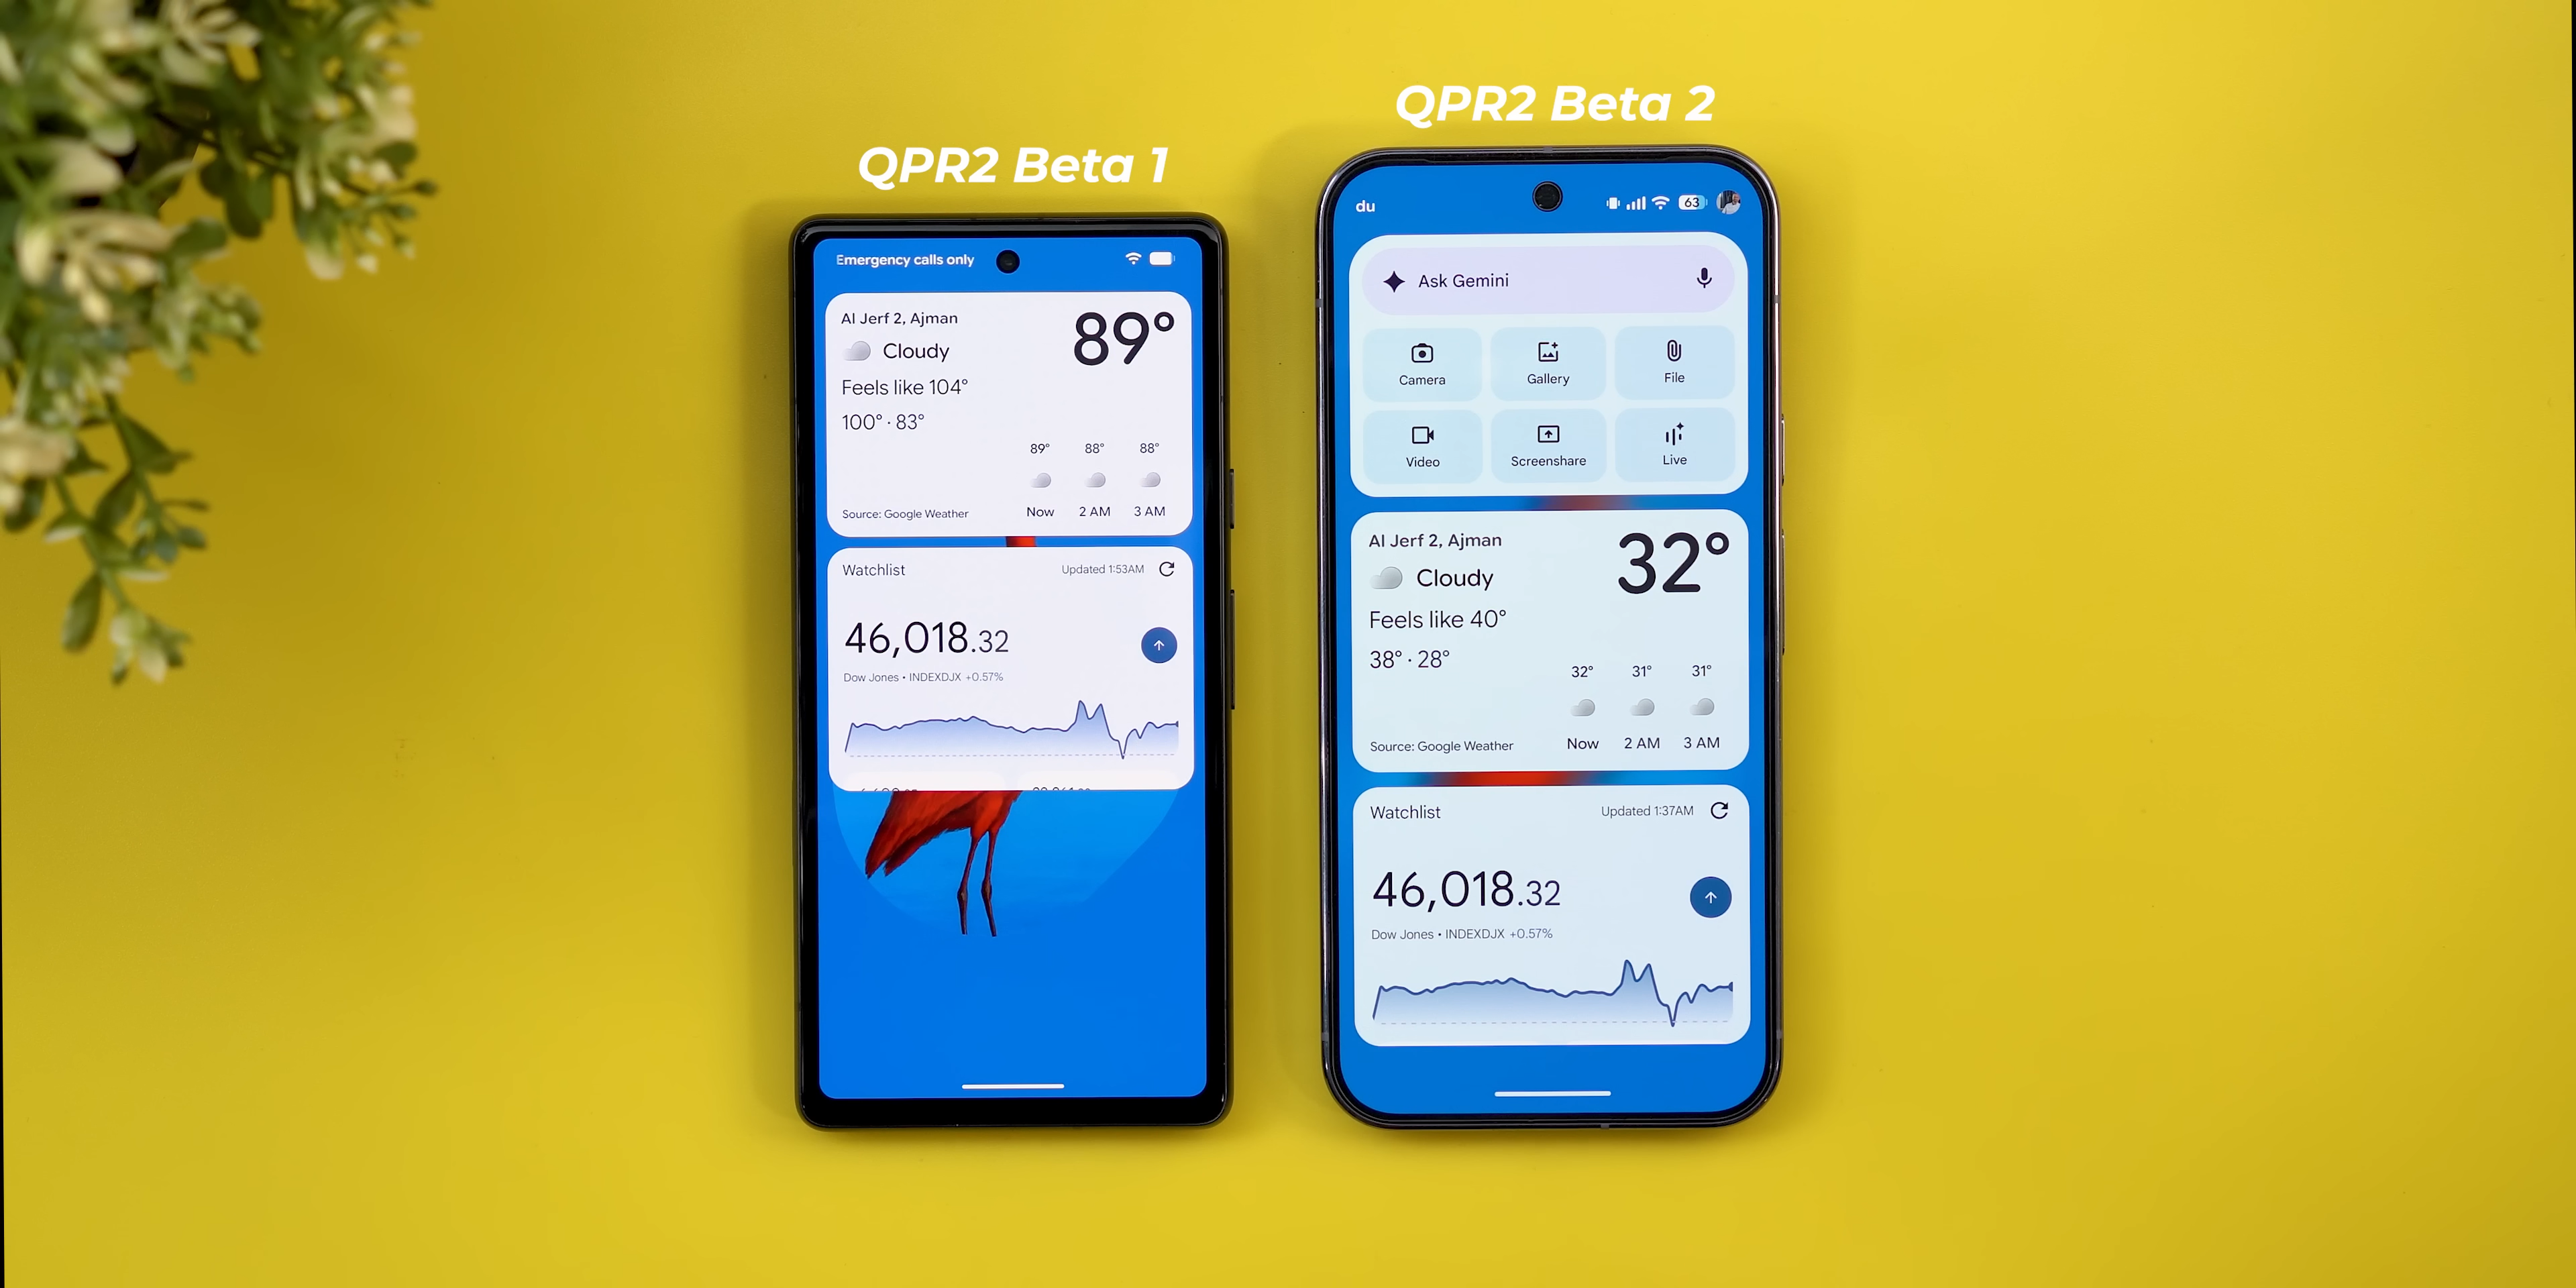 QPR2 Beta 1
Emergency calls only
Al Jerf 2, Ajman
89°
Cloudy
Feels like 104°
100° · 83°
89° 88° 88°
Now 2 AM 3 AM
Source: Google Weather
Watchlist
Updated 1:53AM
46,018.32
Dow Jones • INDEXDJX +0.57%
QPR2 Beta 2
du
63
Ask Gemini
Camera Gallery File
Video Screenshare Live
Al Jerf 2, Ajman
32°
Cloudy
Feels like 40°
38° · 28°
32° 31° 31°
Now 2 AM 3 AM
Source: Google Weather
Watchlist
Updated 1:37AM
46,018.32
Dow Jones • INDEXDJX +0.57%